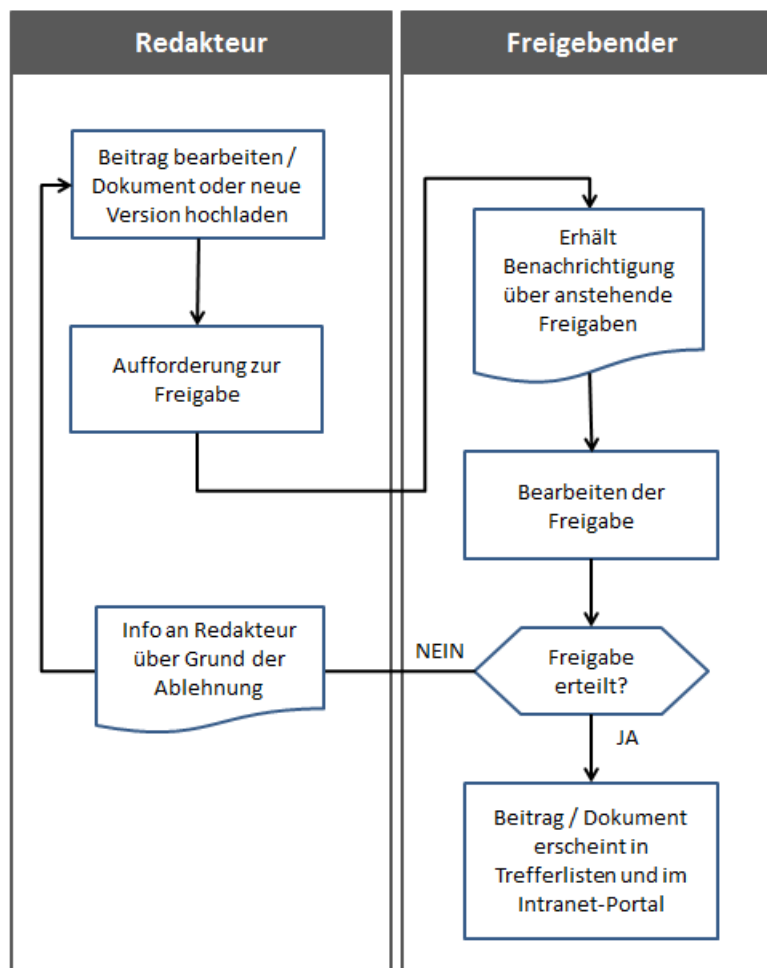 Redakteur
Freigebender
Beitrag bearbeiten /
Dokument oder neue
Version hochladen
Aufforderung zur
Freigabe
Erhält
Benachrichtigung
über anstehende
Freigaben
Bearbeiten der
Freigabe
Freigabe
erteilt?
NEIN
Info an Redakteur
über Grund der
Ablehnung
JA
Beitrag / Dokument
erscheint in
Trefferlisten und im
Intranet-Portal